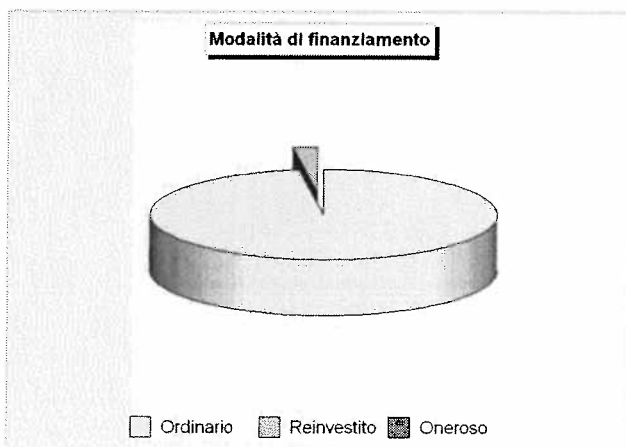 Modalità di finanziamento
Ordinario Reinvestito Oneroso